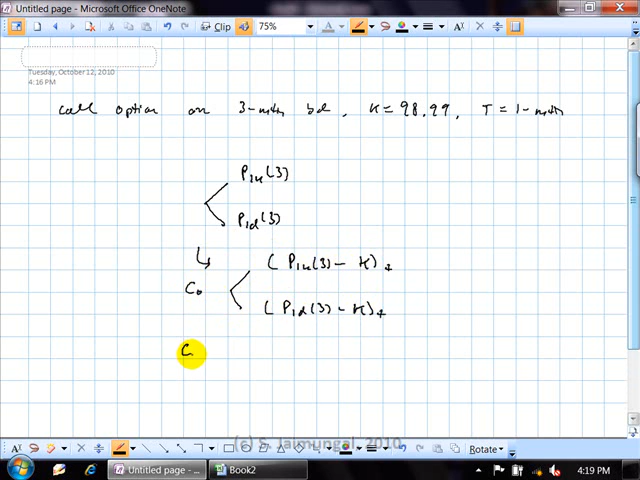 Untitled page - Microsoft Office OneNote
Clip 75%
Tuesday, October 12, 2010
4:16 PM
call option on 3-mth bd, K = 98.99, T = 1-mth
P1u(3)
P1d(3)
( P1u(3) - K )+
C0
( P1d(3) - K )+
C
Rotate
(c) S. Jaimungal, 2010
Untitled page - ... Book2 4:19 PM